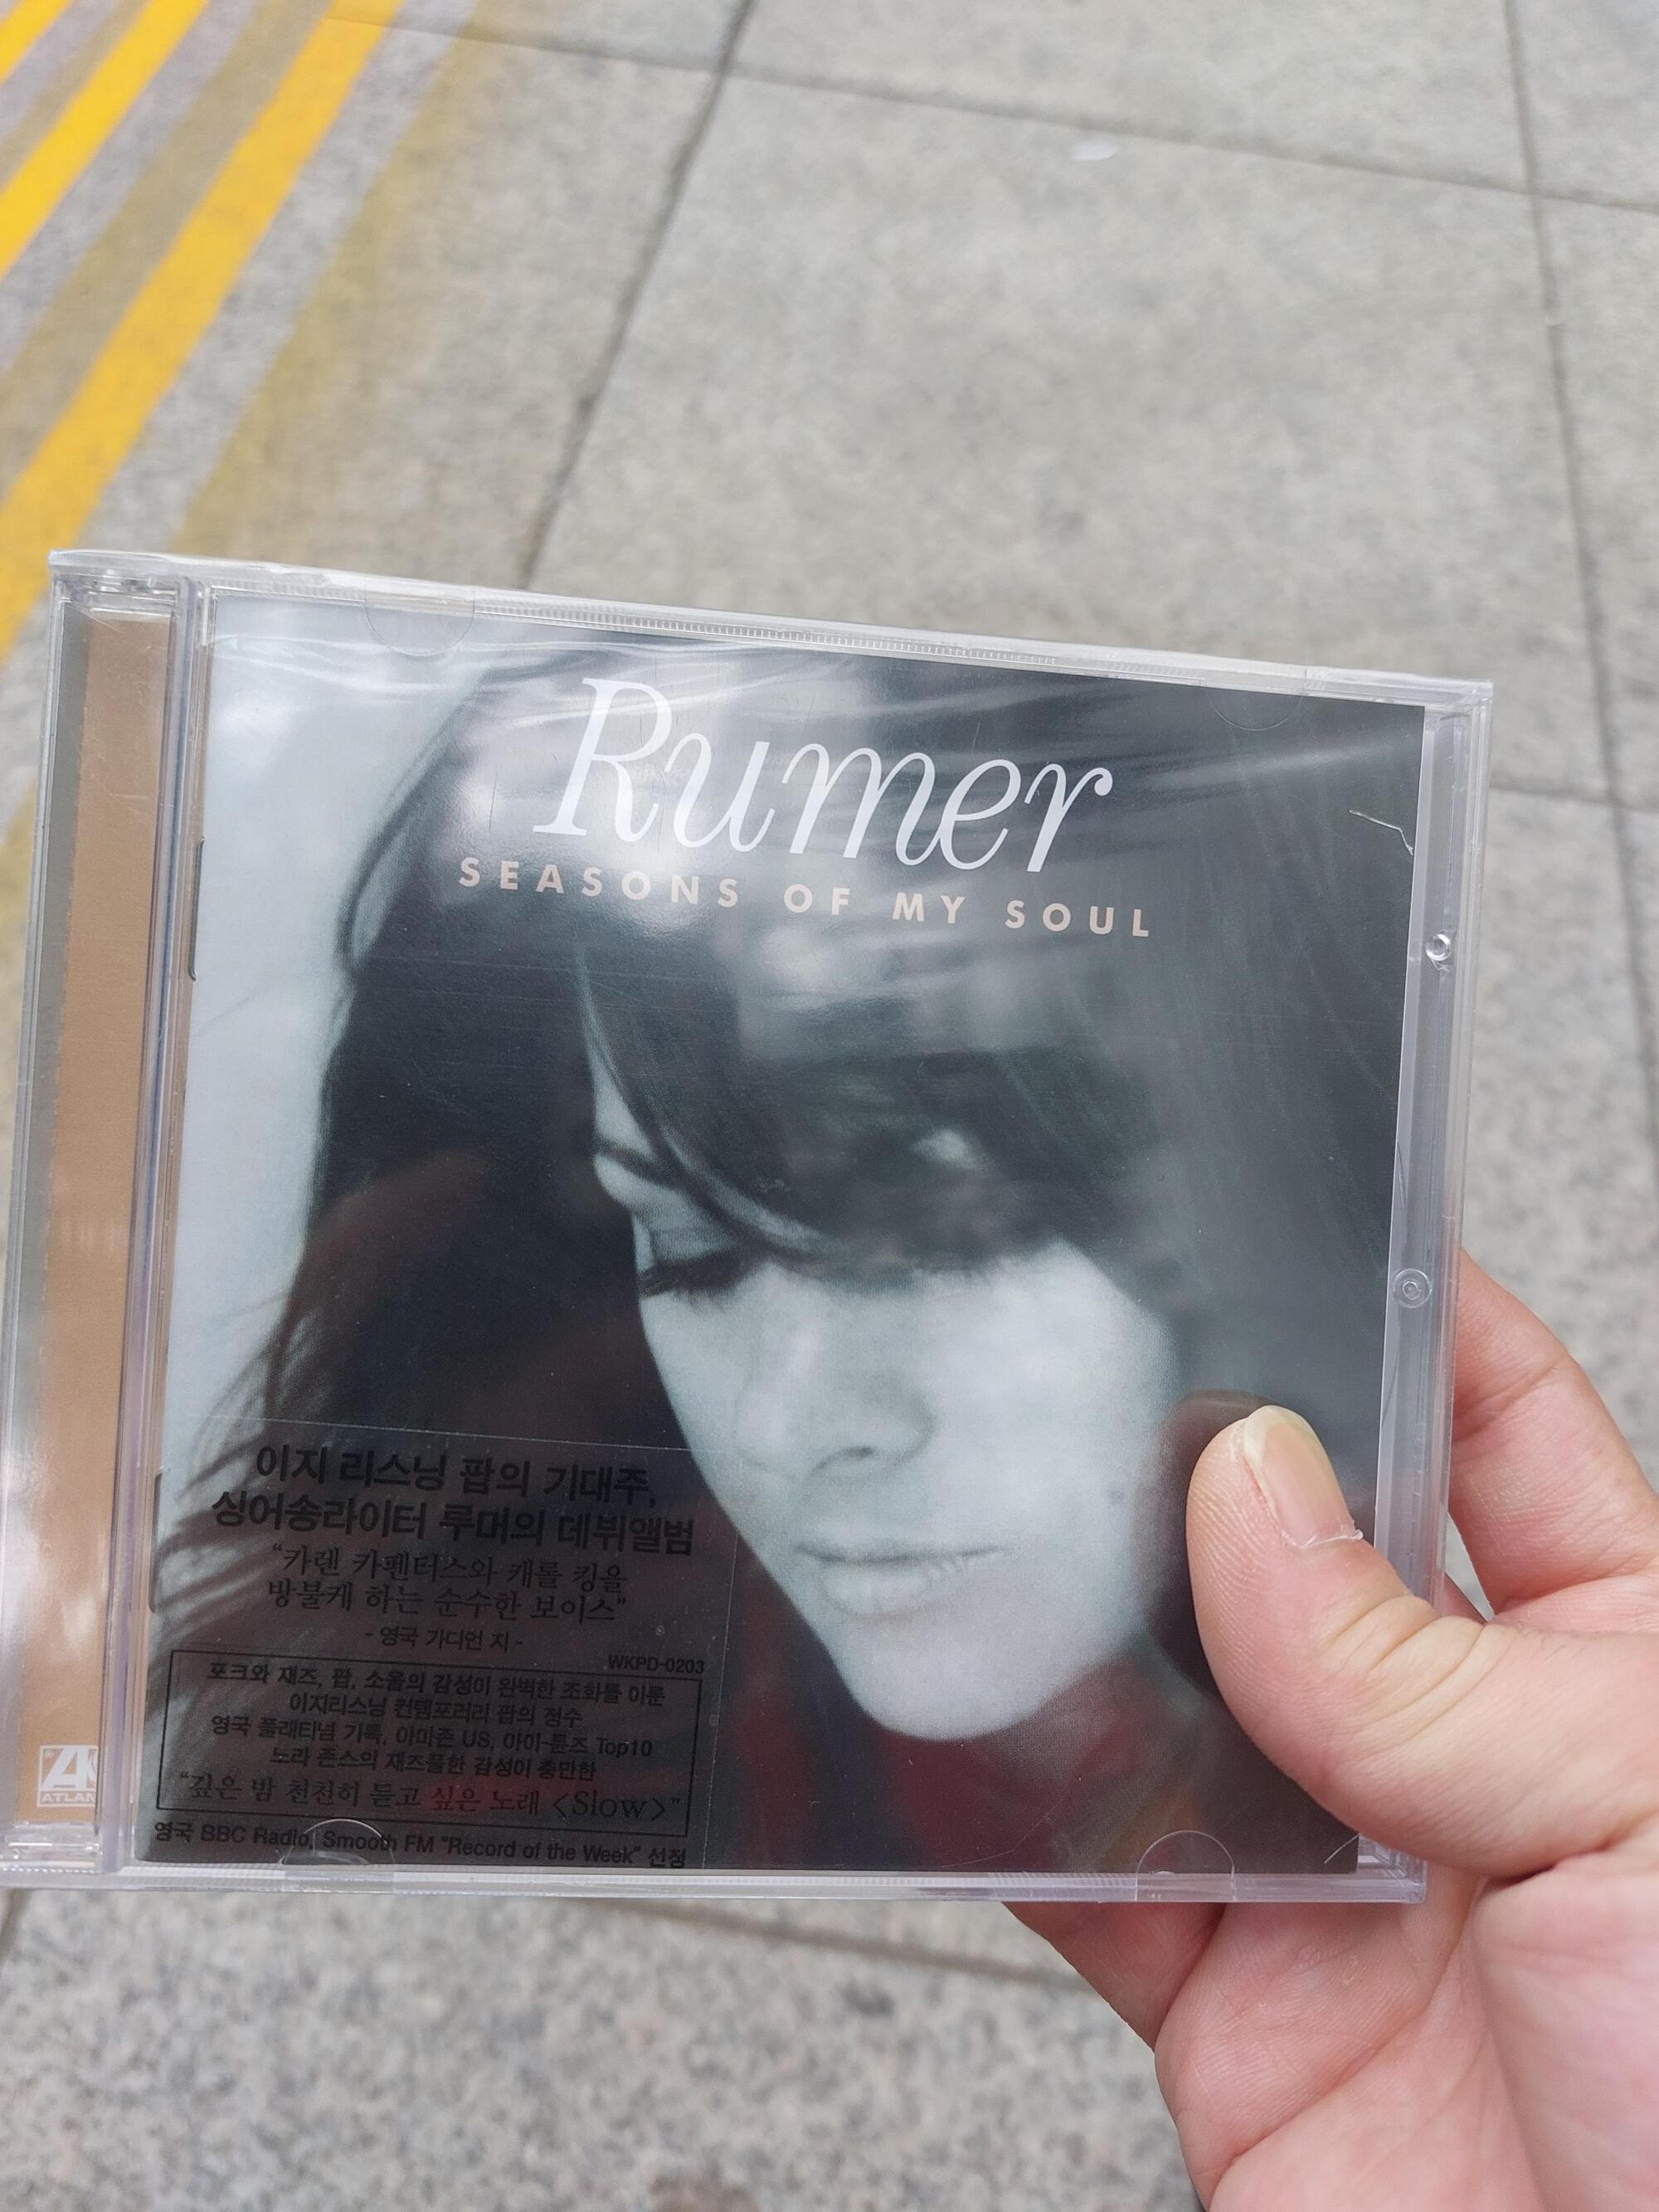 Rumer
SEASONS OF MY SOUL
이지 리스닝 팝의 기대주,
싱어송라이터 루머의 데뷔앨범
“카렌 카펜터스와 캐롤 킹을
방불케 하는 순수한 보이스”
- 영국 가디언 지 -
WKPD-0203
포크와 재즈, 팝, 소울의 감성이 완벽한 조화를 이룬
이지리스닝 컨템포러리 팝의 정수
영국 플래티넘 기록, 아마존 US, 아이-튠즈 Top10
노라 존스의 재즈풀한 감성이 충만한
“깊은 밤 천천히 듣고 싶은 노래 <Slow>”
영국 BBC Radio, Smooth FM “Record of the Week” 선정